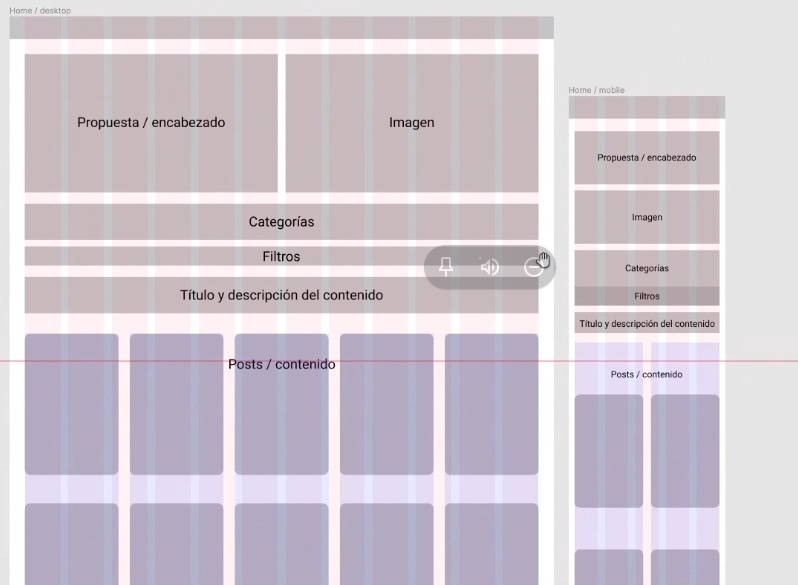 Home / desktop
Propuesta / encabezado
Imagen
Categorías
Filtros
Título y descripción del contenido
Posts / contenido
Home / mobile
Propuesta / encabezado
Imagen
Categorías
Filtros
Título y descripción del contenido
Posts / contenido